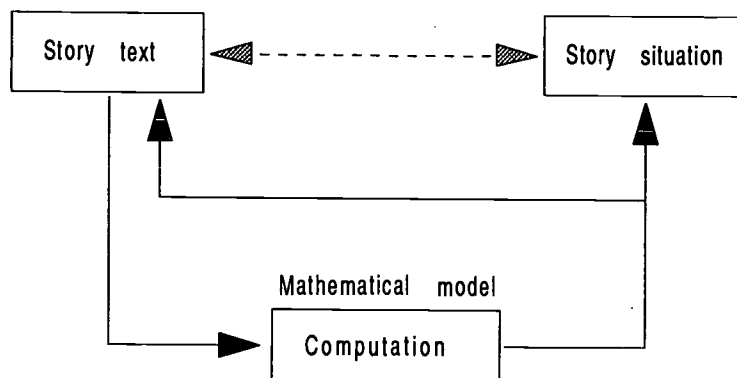 Story text
Story situation
Mathematical model
Computation